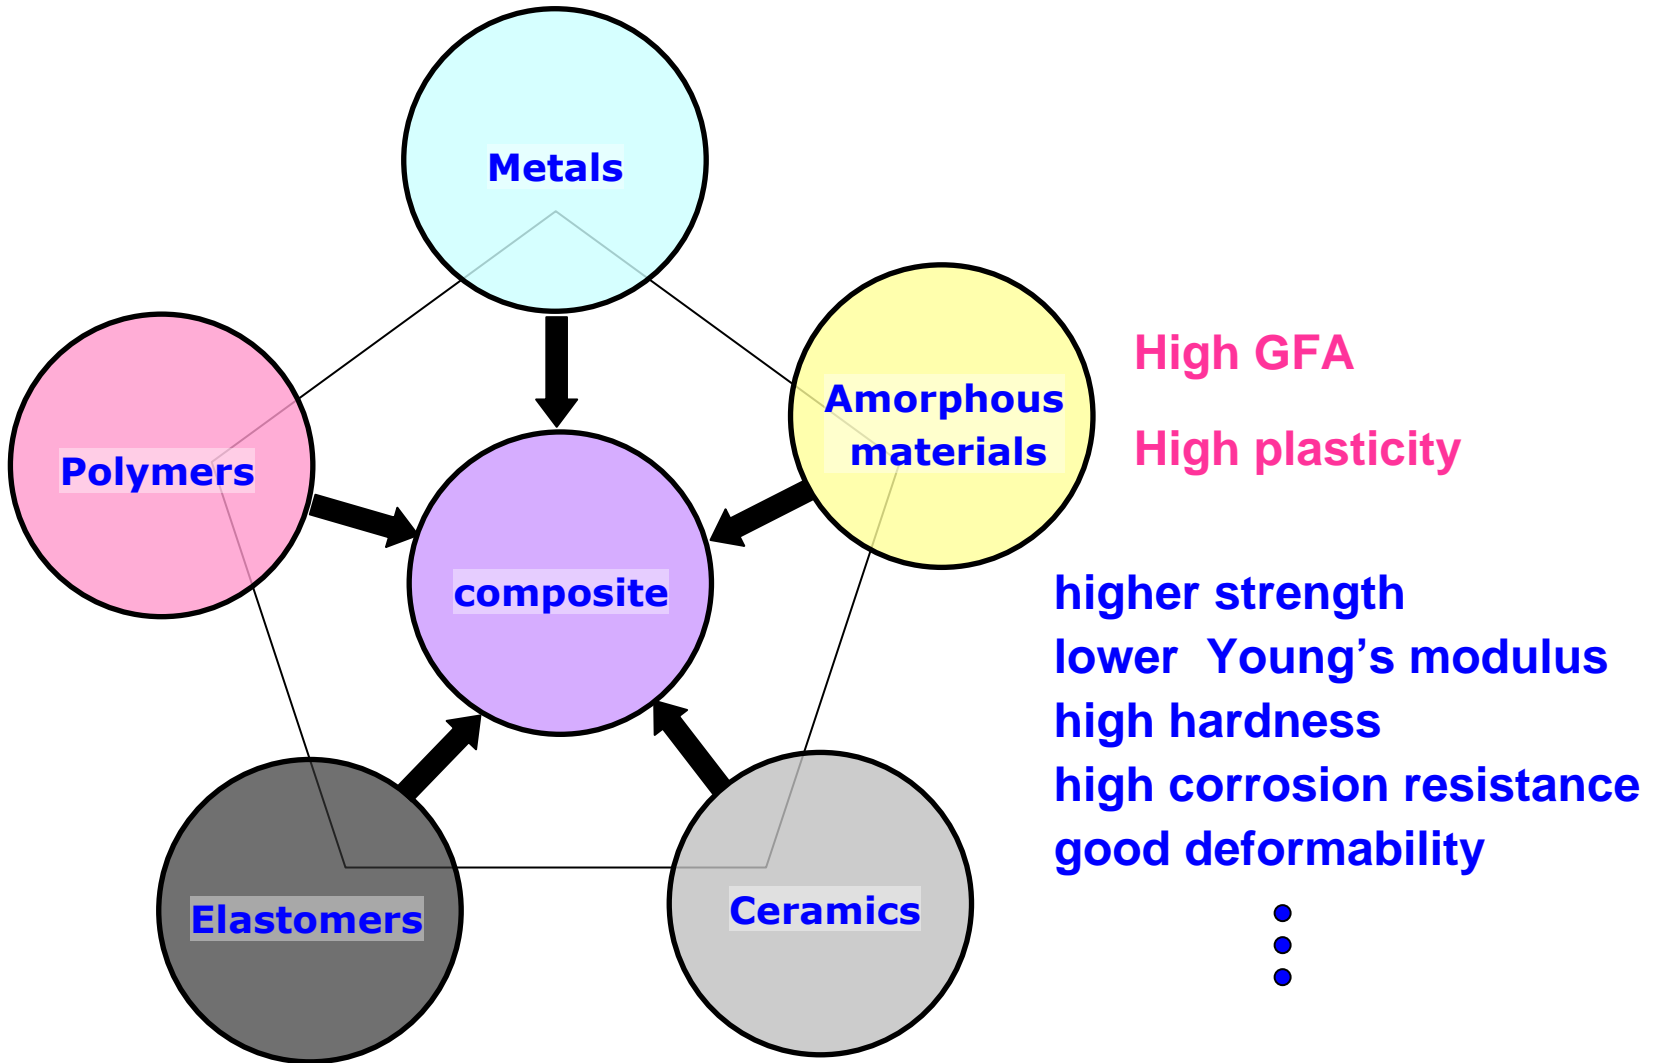 Metals
Amorphous
materials
Polymers
composite
Elastomers
Ceramics
High GFA
High plasticity
higher strength
lower  Young’s modulus
high hardness
high corrosion resistance
good deformability